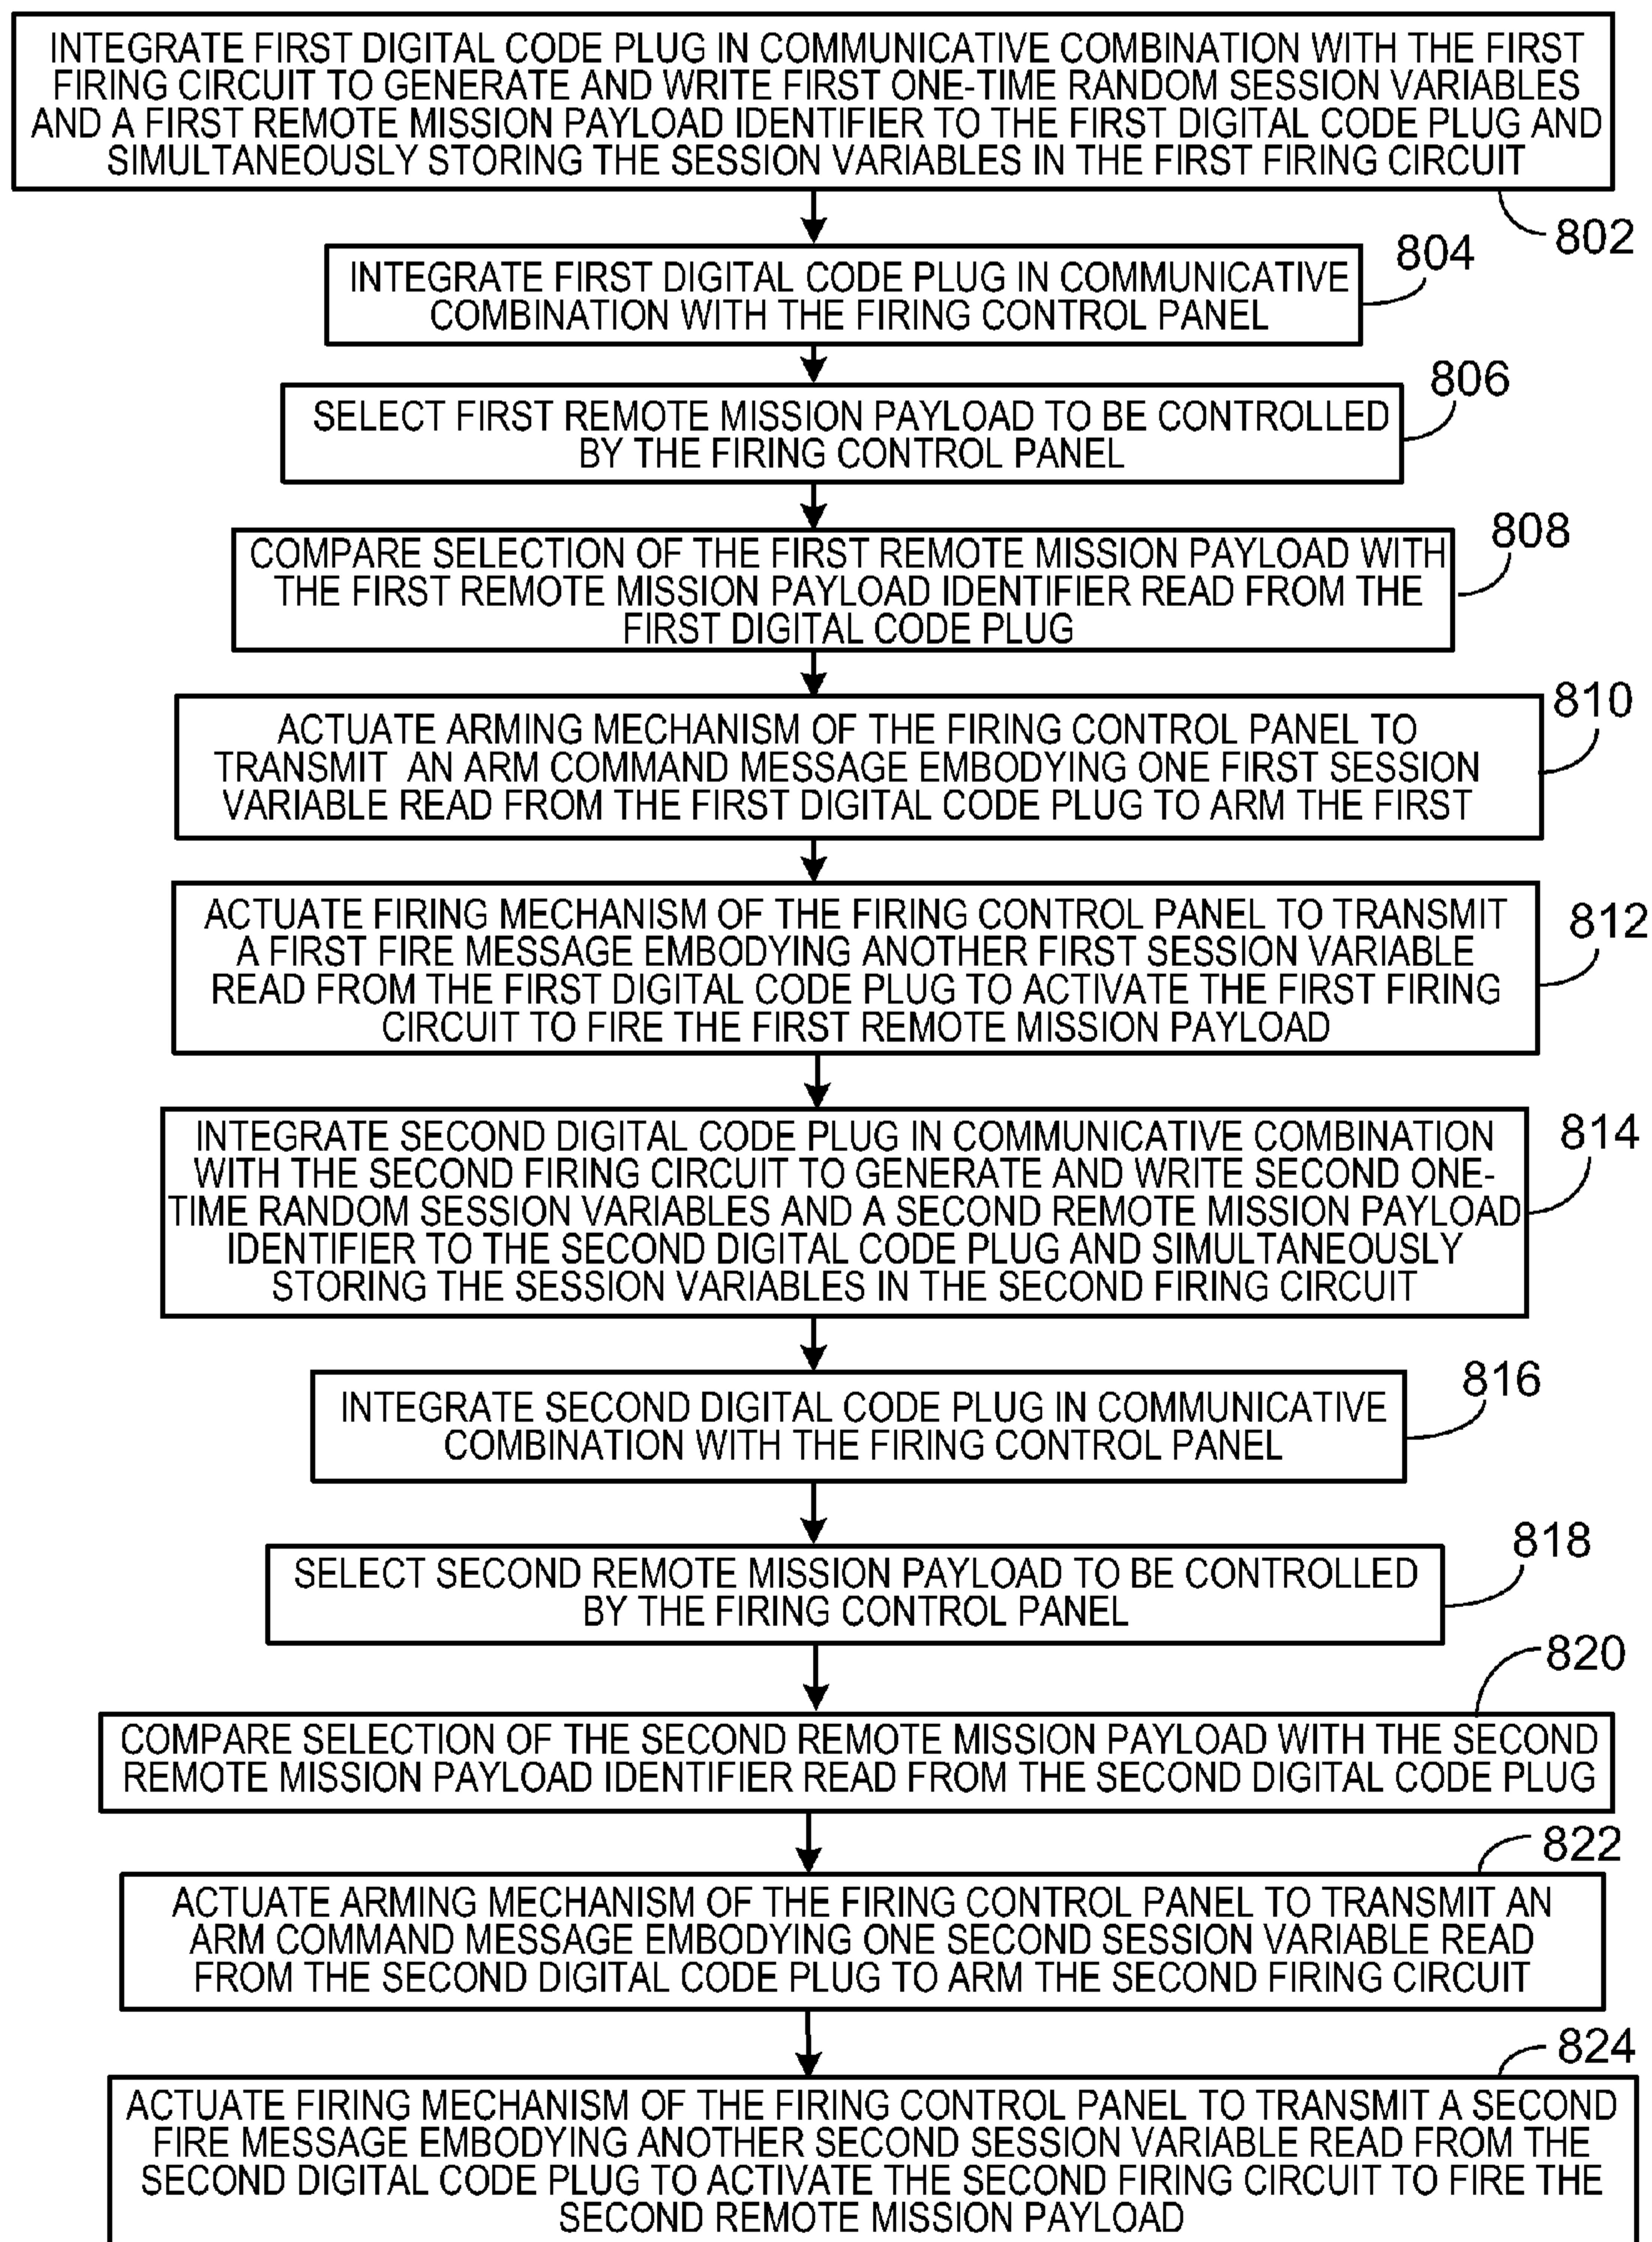 INTEGRATE FIRST DIGITAL CODE PLUG IN COMMUNICATIVE COMBINATION WITH THE FIRST
FIRING CIRCUIT TO GENERATE AND WRITE FIRST ONE-TIME RANDOM SESSION VARIABLES
AND A FIRST REMOTE MISSION PAYLOAD IDENTIFIER TO THE FIRST DIGITAL CODE PLUG AND
SIMULTANEOUSLY STORING THE SESSION VARIABLES IN THE FIRST FIRING CIRCUIT
802
804
INTEGRATE FIRST DIGITAL CODE PLUG IN COMMUNICATIVE
COMBINATION WITH THE FIRING CONTROL PANEL
806
SELECT FIRST REMOTE MISSION PAYLOAD TO BE CONTROLLED
BY THE FIRING CONTROL PANEL
808
COMPARE SELECTION OF THE FIRST REMOTE MISSION PAYLOAD WITH
THE FIRST REMOTE MISSION PAYLOAD IDENTIFIER READ FROM THE
FIRST DIGITAL CODE PLUG
810
ACTUATE ARMING MECHANISM OF THE FIRING CONTROL PANEL TO
TRANSMIT AN ARM COMMAND MESSAGE EMBODYING ONE FIRST SESSION
VARIABLE READ FROM THE FIRST DIGITAL CODE PLUG TO ARM THE FIRST
812
ACTUATE FIRING MECHANISM OF THE FIRING CONTROL PANEL TO TRANSMIT
A FIRST FIRE MESSAGE EMBODYING ANOTHER FIRST SESSION VARIABLE
READ FROM THE FIRST DIGITAL CODE PLUG TO ACTIVATE THE FIRST FIRING
CIRCUIT TO FIRE THE FIRST REMOTE MISSION PAYLOAD
814
INTEGRATE SECOND DIGITAL CODE PLUG IN COMMUNICATIVE COMBINATION
WITH THE SECOND FIRING CIRCUIT TO GENERATE AND WRITE SECOND ONE-
TIME RANDOM SESSION VARIABLES AND A SECOND REMOTE MISSION PAYLOAD
IDENTIFIER TO THE SECOND DIGITAL CODE PLUG AND SIMULTANEOUSLY
STORING THE SESSION VARIABLES IN THE SECOND FIRING CIRCUIT
816
INTEGRATE SECOND DIGITAL CODE PLUG IN COMMUNICATIVE
COMBINATION WITH THE FIRING CONTROL PANEL
818
SELECT SECOND REMOTE MISSION PAYLOAD TO BE CONTROLLED
BY THE FIRING CONTROL PANEL
820
COMPARE SELECTION OF THE SECOND REMOTE MISSION PAYLOAD WITH THE SECOND
REMOTE MISSION PAYLOAD IDENTIFIER READ FROM THE SECOND DIGITAL CODE PLUG
822
ACTUATE ARMING MECHANISM OF THE FIRING CONTROL PANEL TO TRANSMIT AN
ARM COMMAND MESSAGE EMBODYING ONE SECOND SESSION VARIABLE READ
FROM THE SECOND DIGITAL CODE PLUG TO ARM THE SECOND FIRING CIRCUIT
824
ACTUATE FIRING MECHANISM OF THE FIRING CONTROL PANEL TO TRANSMIT A SECOND
FIRE MESSAGE EMBODYING ANOTHER SECOND SESSION VARIABLE READ FROM THE
SECOND DIGITAL CODE PLUG TO ACTIVATE THE SECOND FIRING CIRCUIT TO FIRE THE
SECOND REMOTE MISSION PAYLOAD